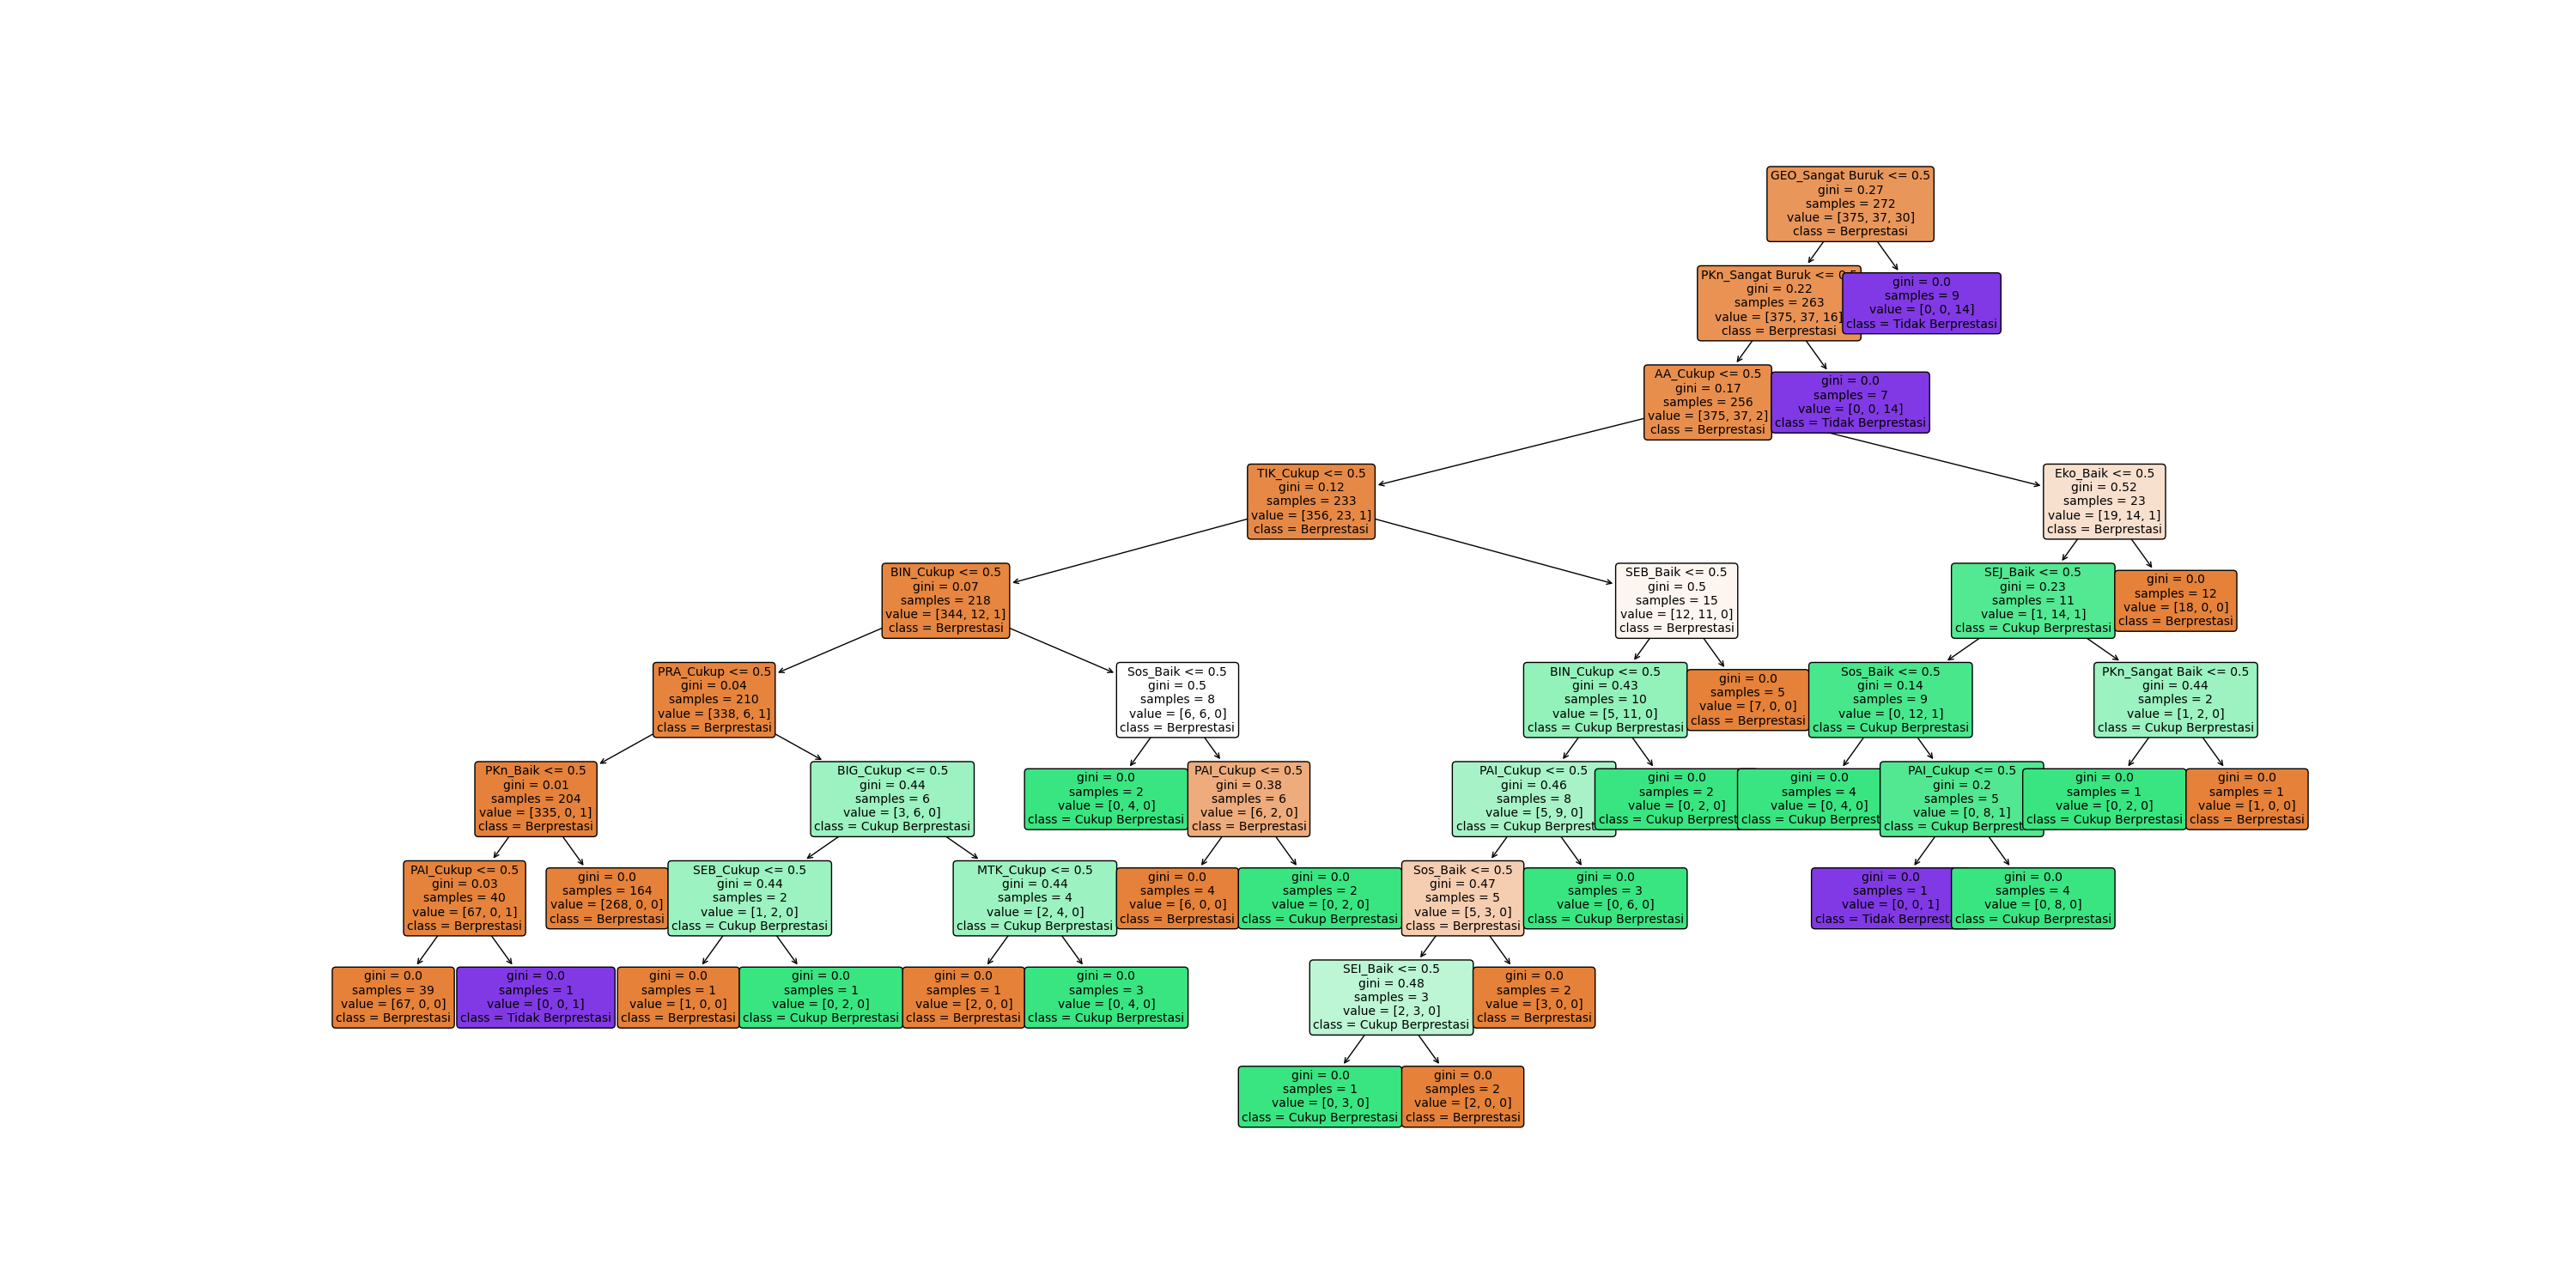 GEO_Sangat Buruk <= 0.5
gini = 0.27
samples = 272
value = [375, 37, 30]
class = Berprestasi
PKn_Sangat Buruk <= 0.5
gini = 0.22
samples = 263
value = [375, 37, 16]
class = Berprestasi
gini = 0.0
samples = 9
value = [0, 0, 14]
class = Tidak Berprestasi
AA_Cukup <= 0.5
gini = 0.17
samples = 256
value = [375, 37, 2]
class = Berprestasi
gini = 0.0
samples = 7
value = [0, 0, 14]
class = Tidak Berprestasi
TIK_Cukup <= 0.5
gini = 0.12
samples = 233
value = [356, 23, 1]
class = Berprestasi
Eko_Baik <= 0.5
gini = 0.52
samples = 23
value = [19, 14, 1]
class = Berprestasi
BIN_Cukup <= 0.5
gini = 0.07
samples = 218
value = [344, 12, 1]
class = Berprestasi
SEB_Baik <= 0.5
gini = 0.5
samples = 15
value = [12, 11, 0]
class = Berprestasi
SEJ_Baik <= 0.5
gini = 0.23
samples = 11
value = [1, 14, 1]
class = Cukup Berprestasi
gini = 0.0
samples = 12
value = [18, 0, 0]
class = Berprestasi
PRA_Cukup <= 0.5
gini = 0.04
samples = 210
value = [338, 6, 1]
class = Berprestasi
Sos_Baik <= 0.5
gini = 0.5
samples = 8
value = [6, 6, 0]
class = Berprestasi
BIN_Cukup <= 0.5
gini = 0.43
samples = 10
value = [5, 11, 0]
class = Cukup Berprestasi
gini = 0.0
samples = 5
value = [7, 0, 0]
class = Berprestasi
Sos_Baik <= 0.5
gini = 0.14
samples = 9
value = [0, 12, 1]
class = Cukup Berprestasi
PKn_Sangat Baik <= 0.5
gini = 0.44
samples = 2
value = [1, 2, 0]
class = Cukup Berprestasi
PKn_Baik <= 0.5
gini = 0.01
samples = 204
value = [335, 0, 1]
class = Berprestasi
BIG_Cukup <= 0.5
gini = 0.44
samples = 6
value = [3, 6, 0]
class = Cukup Berprestasi
gini = 0.0
samples = 2
value = [0, 4, 0]
class = Cukup Berprestasi
PAI_Cukup <= 0.5
gini = 0.38
samples = 6
value = [6, 2, 0]
class = Berprestasi
PAI_Cukup <= 0.5
gini = 0.46
samples = 8
value = [5, 9, 0]
class = Cukup Berprest
gini = 0.0
samples = 2
value = [0, 2, 0]
class = Cukup Berprest
gini = 0.0
samples = 4
value = [0, 4, 0]
class = Cukup Berprest
PAI_Cukup <= 0.5
gini = 0.2
samples = 5
value = [0, 8, 1]
class = Cukup Berprest
gini = 0.0
samples = 1
value = [0, 2, 0]
class = Cukup Berprestasi
gini = 0.0
samples = 1
value = [1, 0, 0]
class = Berprestasi
PAI_Cukup <= 0.5
gini = 0.03
samples = 40
value = [67, 0, 1]
class = Berprestasi
gini = 0.0
samples = 164
value = [268, 0, 0]
class = Berprestasi
SEB_Cukup <= 0.5
gini = 0.44
samples = 2
value = [1, 2, 0]
class = Cukup Berprestasi
MTK_Cukup <= 0.5
gini = 0.44
samples = 4
value = [2, 4, 0]
class = Cukup Berprestasi
gini = 0.0
samples = 4
value = [6, 0, 0]
class = Berprestasi
gini = 0.0
samples = 2
value = [0, 2, 0]
class = Cukup Berprestasi
Sos_Baik <= 0.5
gini = 0.47
samples = 5
value = [5, 3, 0]
class = Berprestasi
gini = 0.0
samples = 3
value = [0, 6, 0]
class = Cukup Berprestasi
gini = 0.0
samples = 1
value = [0, 0, 1]
class = Tidak Berprest
gini = 0.0
samples = 4
value = [0, 8, 0]
class = Cukup Berprestasi
gini = 0.0
samples = 39
value = [67, 0, 0]
class = Berprestasi
gini = 0.0
samples = 1
value = [0, 0, 1]
class = Tidak Berprestasi
gini = 0.0
samples = 1
value = [1, 0, 0]
class = Berprestasi
gini = 0.0
samples = 1
value = [0, 2, 0]
class = Cukup Berprestasi
gini = 0.0
samples = 1
value = [2, 0, 0]
class = Berprestasi
gini = 0.0
samples = 3
value = [0, 4, 0]
class = Cukup Berprestasi
SEI_Baik <= 0.5
gini = 0.48
samples = 3
value = [2, 3, 0]
class = Cukup Berprestasi
gini = 0.0
samples = 2
value = [3, 0, 0]
class = Berprestasi
gini = 0.0
samples = 1
value = [0, 3, 0]
class = Cukup Berprestasi
gini = 0.0
samples = 2
value = [2, 0, 0]
class = Berprestasi